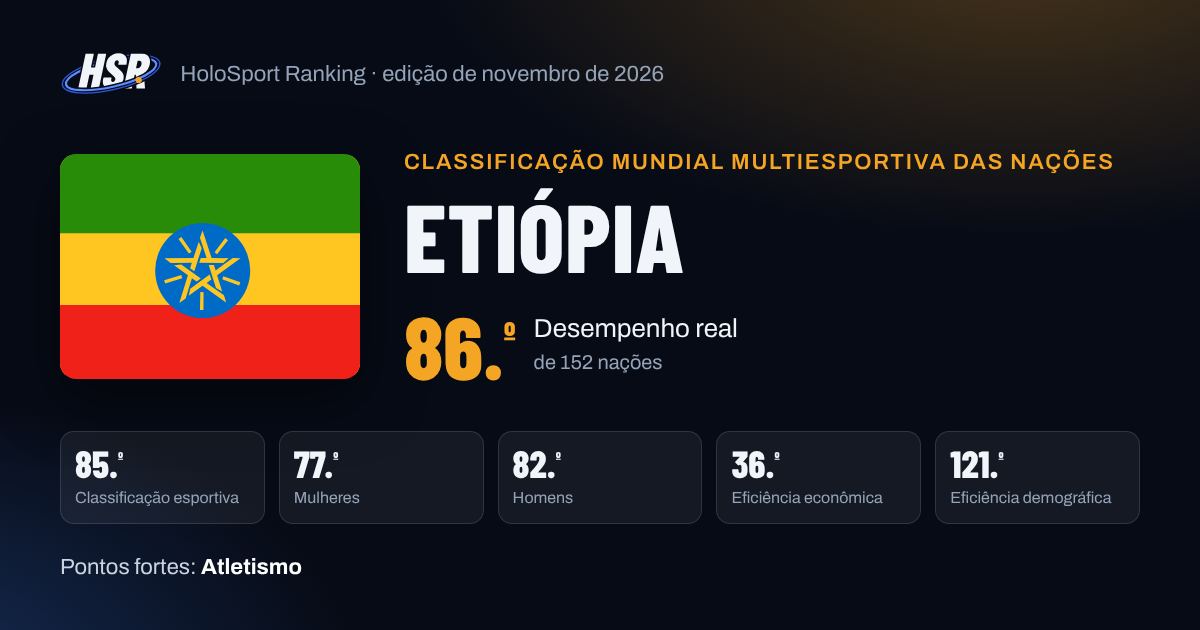 HSR
HoloSport Ranking · edição de novembro de 2026
CLASSIFICAÇÃO MUNDIAL MULTIESPORTIVA DAS NAÇÕES
ETIÓPIA
86.º
Desempenho real
de 152 nações
85.º
Classificação esportiva
77.º
Mulheres
82.º
Homens
36.º
Eficiência econômica
121.º
Eficiência demográfica
Pontos fortes: Atletismo